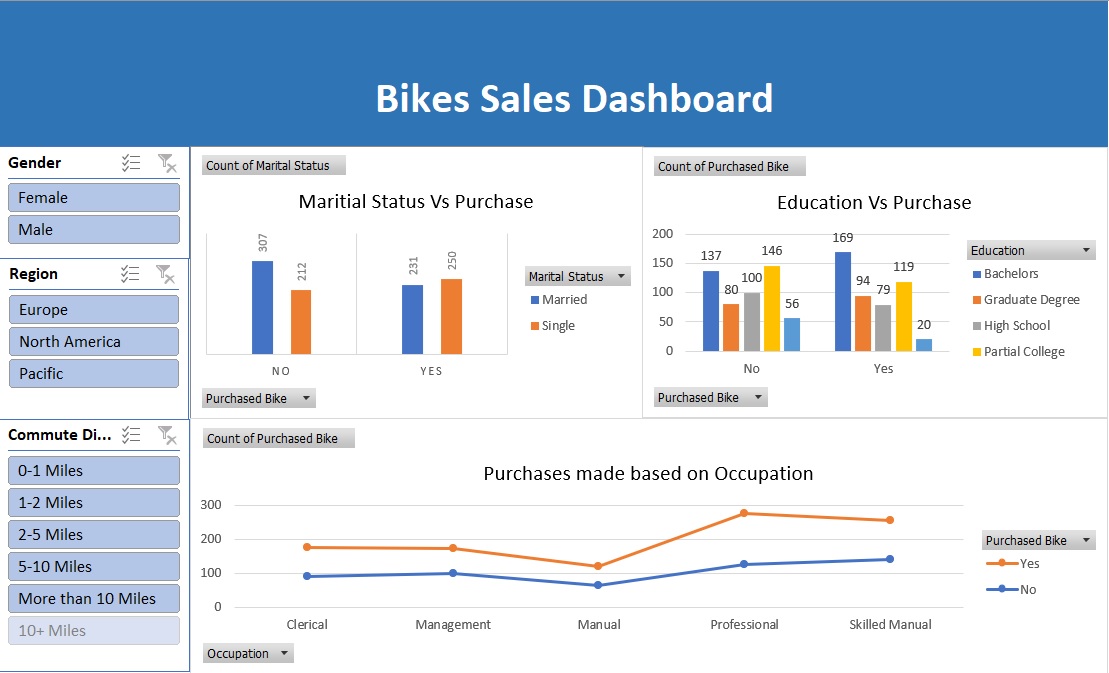 Bikes Sales Dashboard
Gender
Female
Male
Region
Europe
North America
Pacific
Commute Di...
0-1 Miles
1-2 Miles
2-5 Miles
5-10 Miles
More than 10 Miles
10+ Miles
Count of Marital Status
Maritial Status Vs Purchase
307
212
231
250
NO
YES
Marital Status
Married
Single
Purchased Bike
Count of Purchased Bike
Education Vs Purchase
200
150
100
50
0
137
80
100
146
56
169
94
79
119
20
No
Yes
Education
Bachelors
Graduate Degree
High School
Partial College
Purchased Bike
Count of Purchased Bike
Purchases made based on Occupation
300
200
100
0
Clerical
Management
Manual
Professional
Skilled Manual
Purchased Bike
Yes
No
Occupation